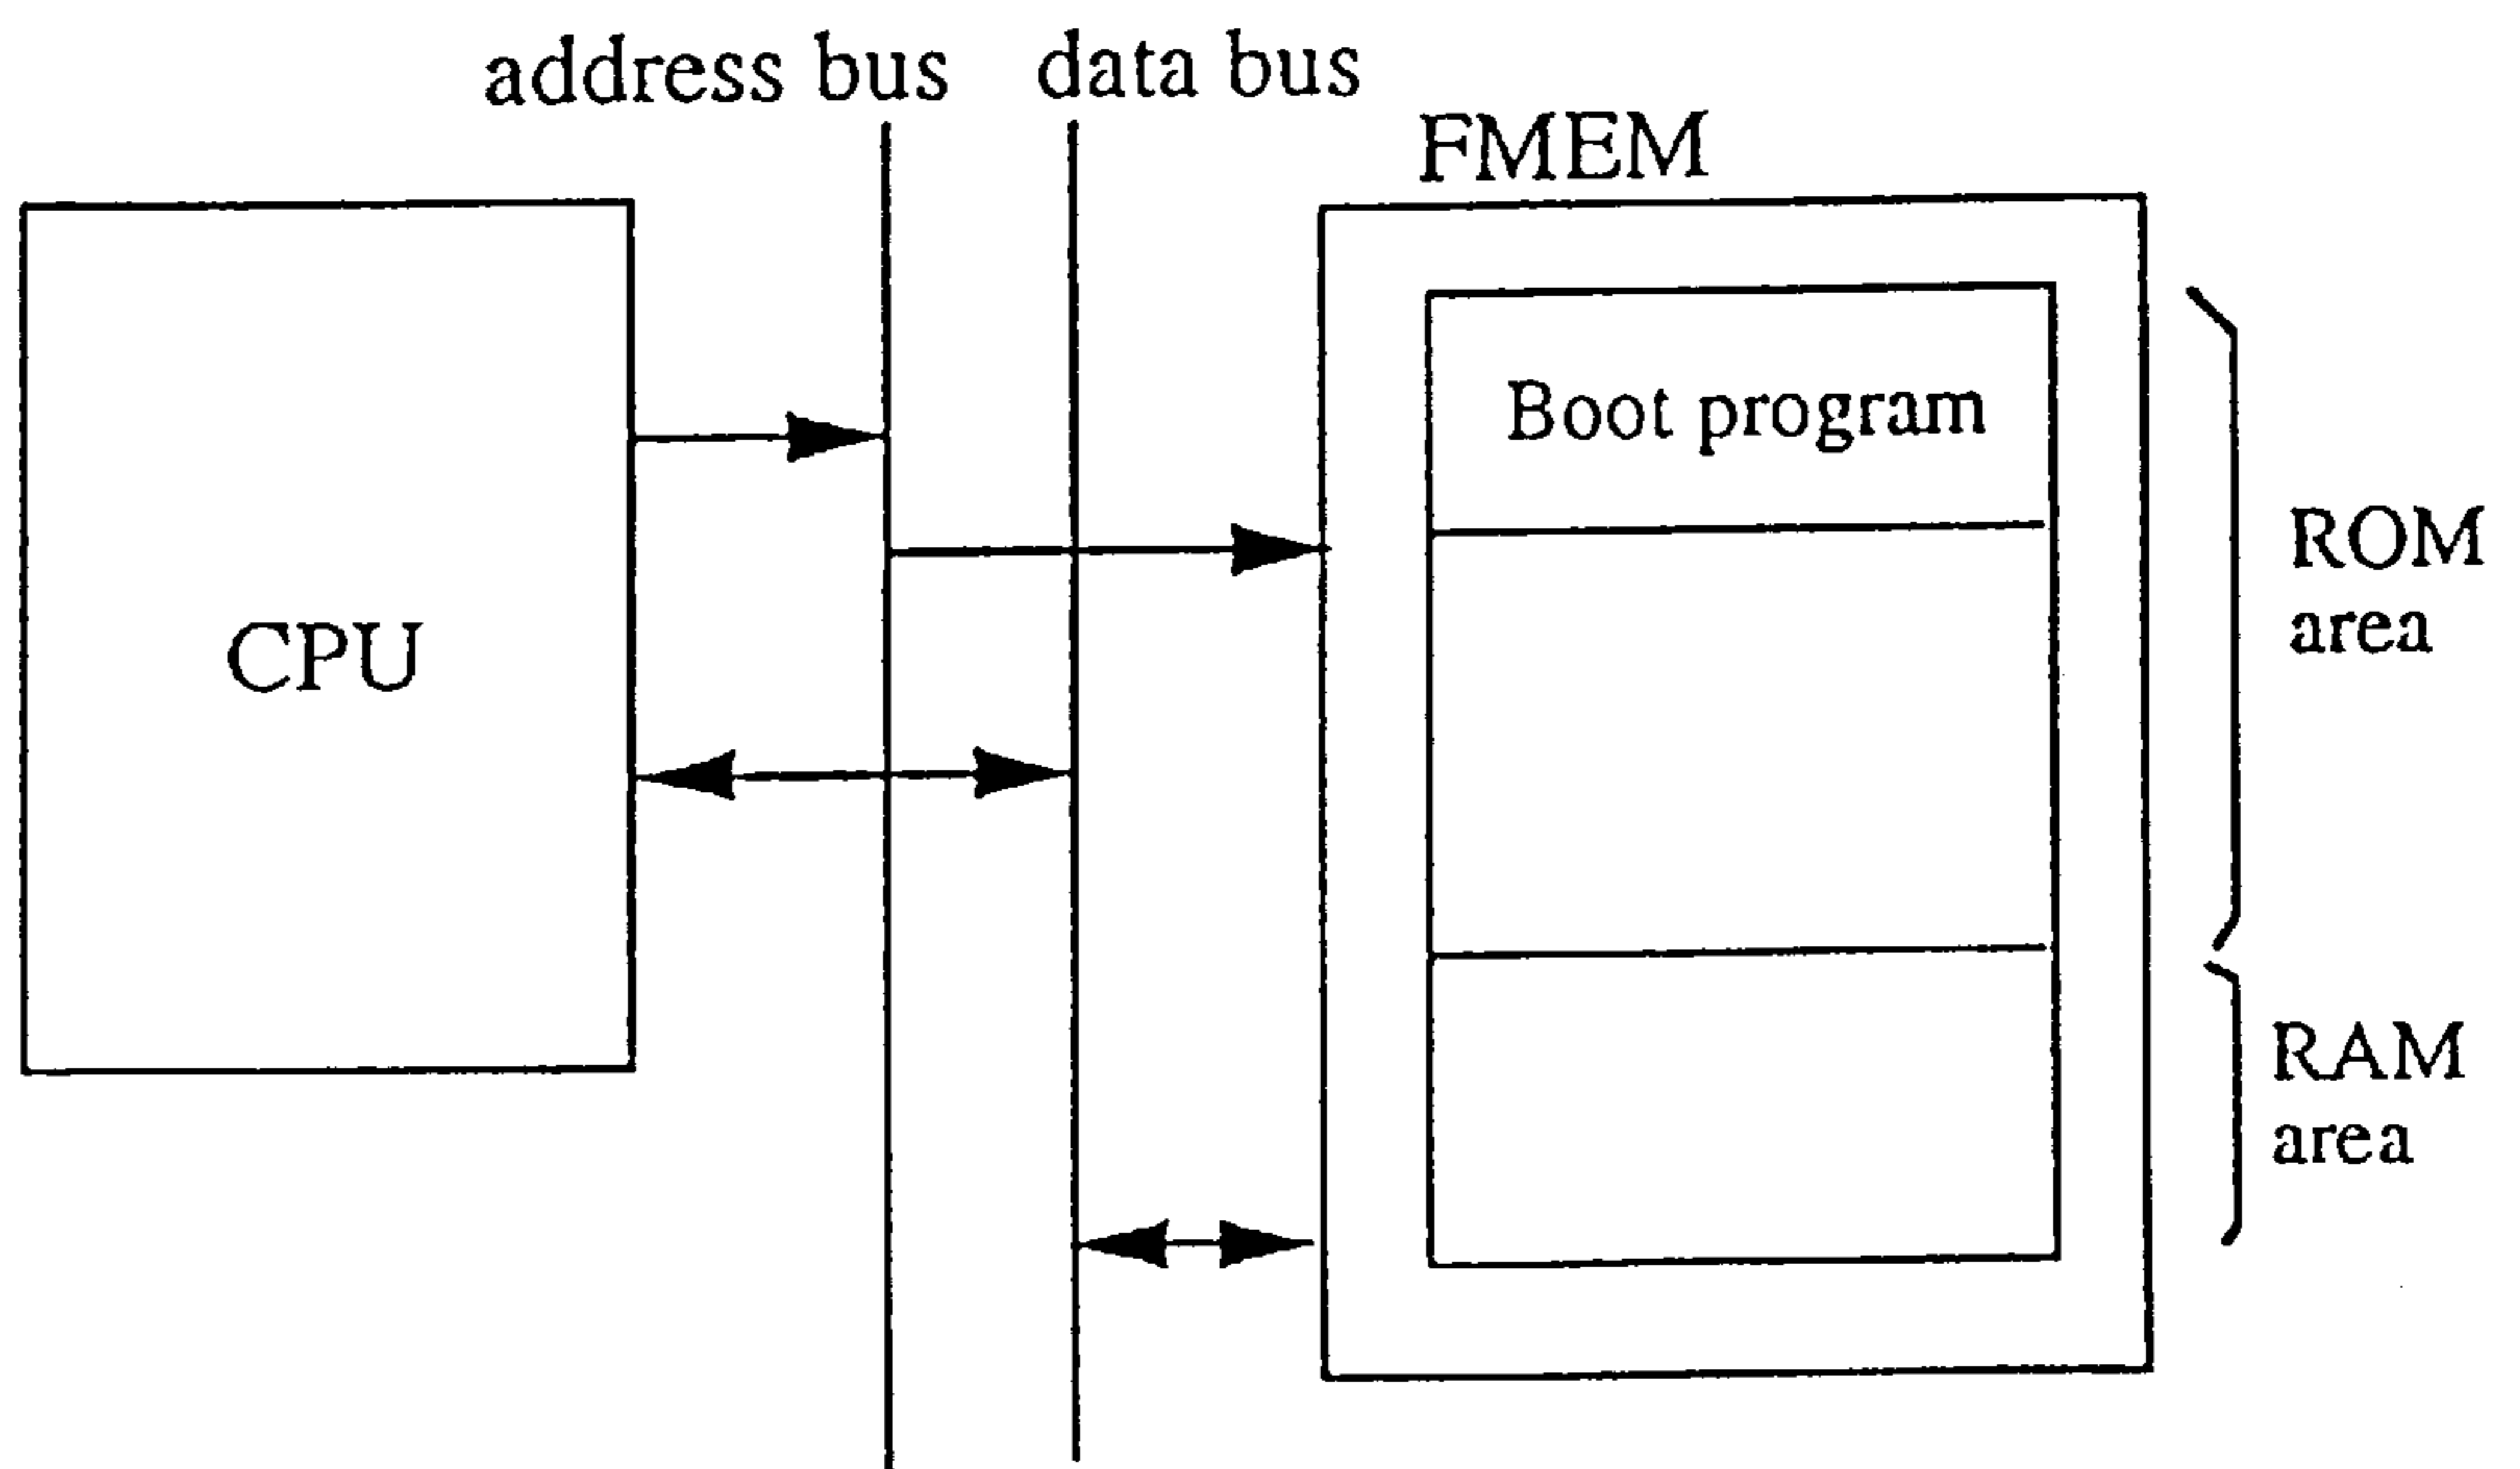 address bus
data bus
FMEM
Boot program
CPU
ROM
area
RAM
area